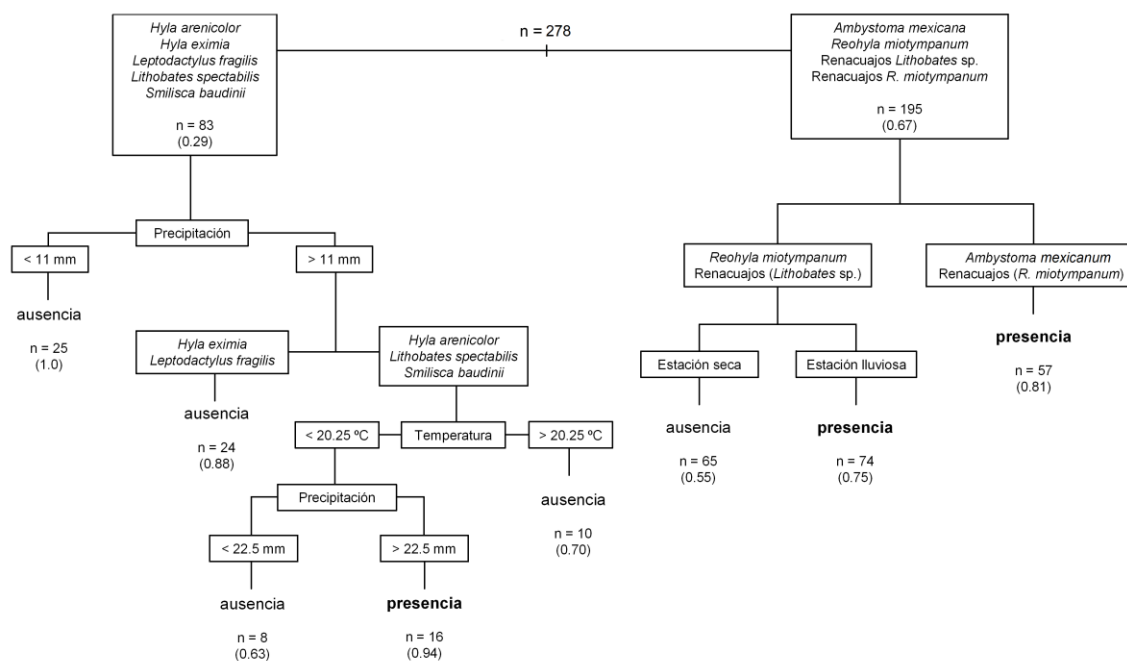 n = 278
Hyla arenicolor
Hyla eximia
Leptodactylus fragilis
Lithobates spectabilis
Smilisca baudinii
n = 83
(0.29)
Ambystoma mexicana
Reohyla miotympanum
Renacuajos Lithobates sp.
Renacuajos R. miotympanum
n = 195
(0.67)
Precipitación
< 11 mm
> 11 mm
ausencia
n = 25
(1.0)
Hyla eximia
Leptodactylus fragilis
ausencia
n = 24
(0.88)
Hyla arenicolor
Lithobates spectabilis
Smilisca baudinii
< 20.25 ºC
Temperatura
> 20.25 ºC
ausencia
n = 10
(0.70)
Precipitación
< 22.5 mm
> 22.5 mm
ausencia
n = 8
(0.63)
presencia
n = 16
(0.94)
Reohyla miotympanum
Renacuajos (Lithobates sp.)
Estación seca
Estación lluviosa
ausencia
n = 65
(0.55)
presencia
n = 74
(0.75)
Ambystoma mexicanum
Renacuajos (R. miotympanum)
presencia
n = 57
(0.81)